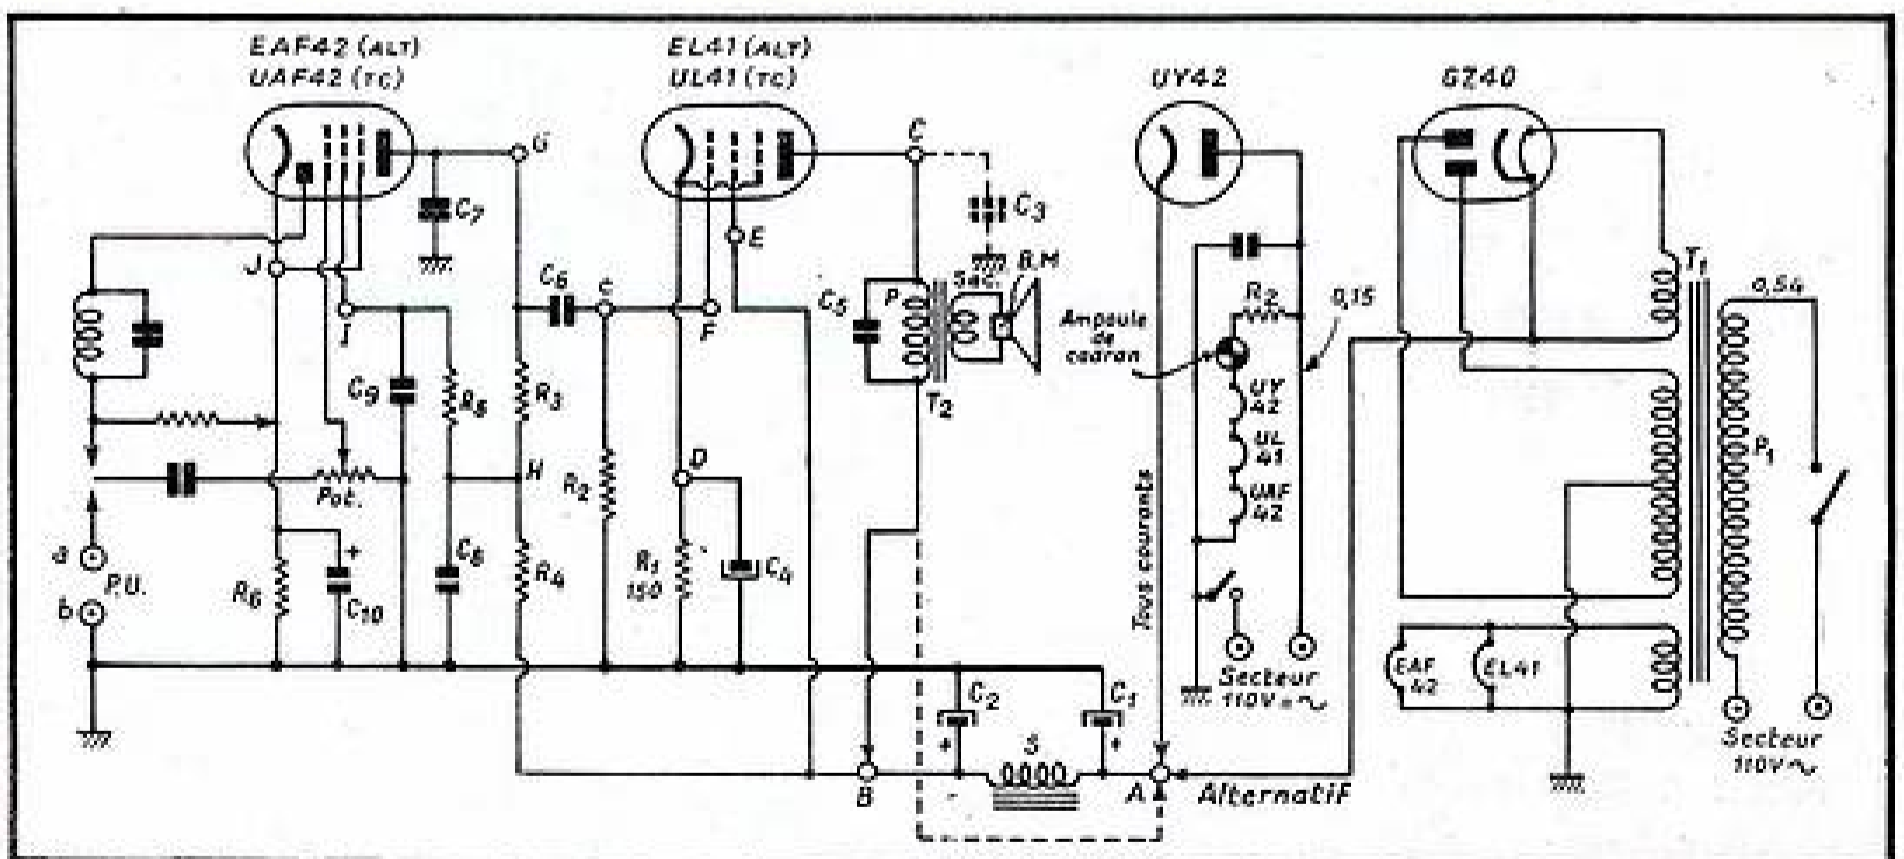 EAF42 (ALT)
UAF42 (TC)
EL41 (ALT)
UL41 (TC)
UY42
GZ40
G
C
C7
C3
E
J
B.M
Sec.
T1
C6
C5
P
R2
0,15
0,5A
I
F
Ampoule
de
cadran
C9
R5
R3
T2
UY
42
UL
41
P1
H
D
R2
Pot.
UAF
42
Tous courants
a
P.U.
b
R6
+
C10
C6
R4
R1
150
C4
Secteur
110V = ~
EAF
42
EL41
C2
C1
+
S
+
Secteur
110V ~
B
-
A
Alternatif